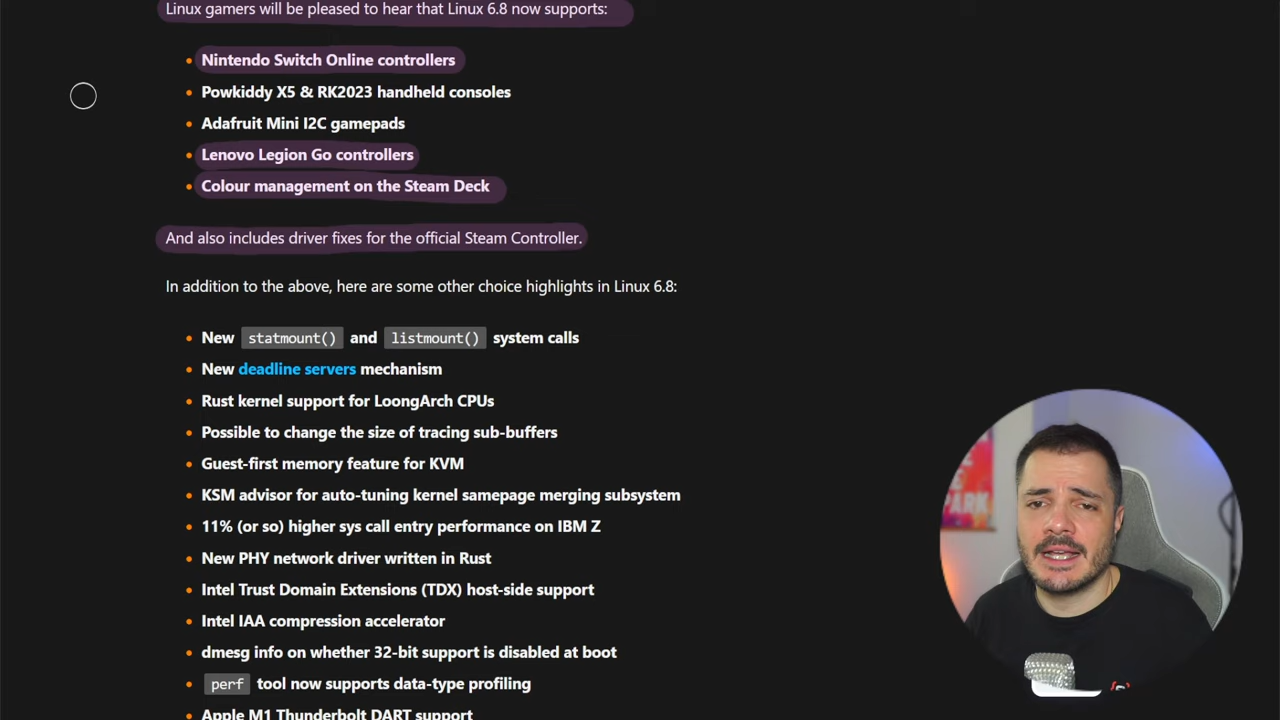 Linux gamers will be pleased to hear that Linux 6.8 now supports:
Nintendo Switch Online controllers
Powkiddy X5 & RK2023 handheld consoles
Adafruit Mini I2C gamepads
Lenovo Legion Go controllers
Colour management on the Steam Deck
And also includes driver fixes for the official Steam Controller.
In addition to the above, here are some other choice highlights in Linux 6.8:
New statmount() and listmount() system calls
New deadline servers mechanism
Rust kernel support for LoongArch CPUs
Possible to change the size of tracing sub-buffers
Guest-first memory feature for KVM
KSM advisor for auto-tuning kernel samepage merging subsystem
11% (or so) higher sys call entry performance on IBM Z
New PHY network driver written in Rust
Intel Trust Domain Extensions (TDX) host-side support
Intel IAA compression accelerator
dmesg info on whether 32-bit support is disabled at boot
perf tool now supports data-type profiling
Apple M1 Thunderbolt DART support